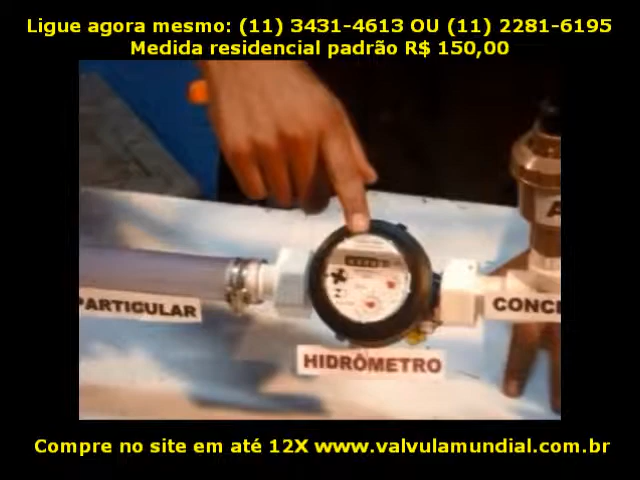 Ligue agora mesmo: (11) 3431-4613 OU (11) 2281-6195
Medida residencial padrão R$ 150,00
PARTICULAR
HIDRÔMETRO
Compre no site em até 12X www.valvulamundial.com.br